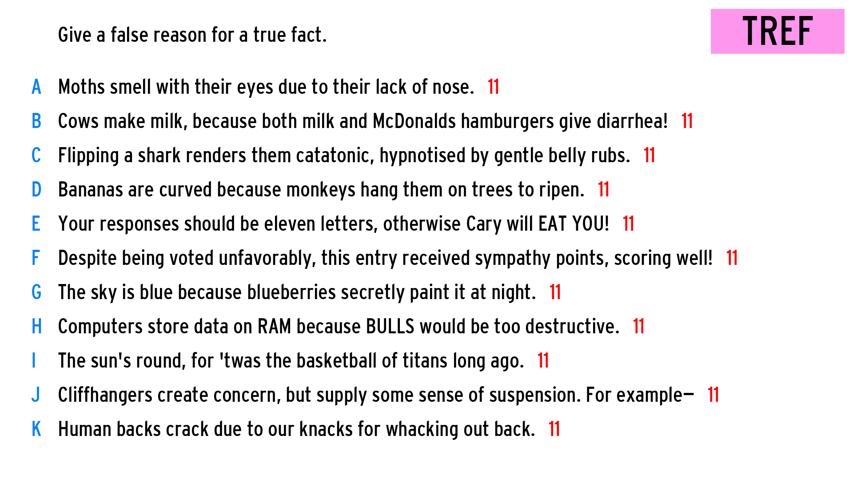 Give a false reason for a true fact.
TREF
A Moths smell with their eyes due to their lack of nose. 11
B Cows make milk, because both milk and McDonalds hamburgers give diarrhea! 11
C Flipping a shark renders them catatonic, hypnotised by gentle belly rubs. 11
D Bananas are curved because monkeys hang them on trees to ripen. 11
E Your responses should be eleven letters, otherwise Cary will EAT YOU! 11
F Despite being voted unfavorably, this entry received sympathy points, scoring well! 11
G The sky is blue because blueberries secretly paint it at night. 11
H Computers store data on RAM because BULLS would be too destructive. 11
I The sun's round, for 'twas the basketball of titans long ago. 11
J Cliffhangers create concern, but supply some sense of suspension. For example— 11
K Human backs crack due to our knacks for whacking out back. 11